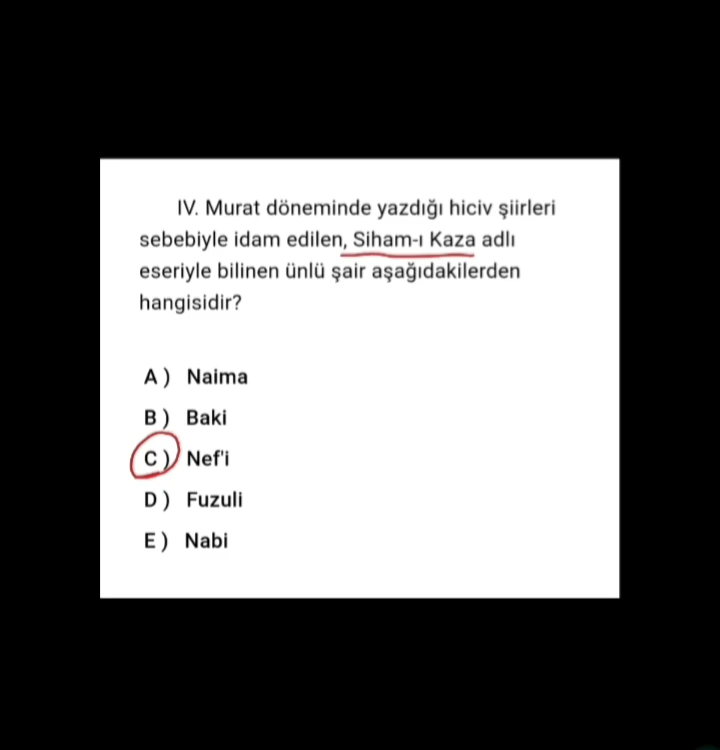 IV. Murat döneminde yazdığı hiciv şiirleri
sebebiyle idam edilen, Siham-ı Kaza adlı
eseriyle bilinen ünlü şair aşağıdakilerden
hangisidir?
A) Naima
B) Baki
C) Nef'i
D) Fuzuli
E) Nabi